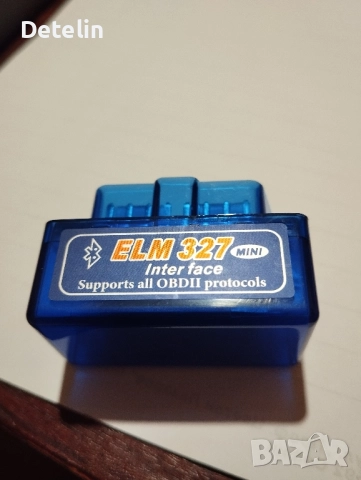 Detelin
ELM 327 MINI
Inter face
Supports all OBDII protocols
BAZAR